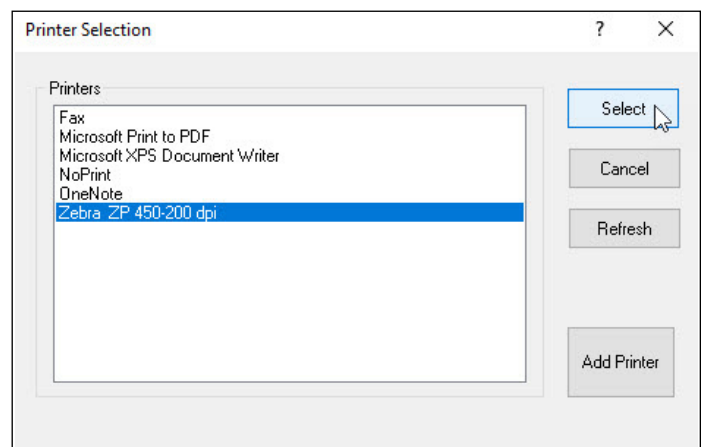 Printer Selection
?
Printers
Fax
Microsoft Print to PDF
Microsoft XPS Document Writer
NoPrint
OneNote
Zebra ZP 450-200 dpi
Select
Cancel
Refresh
Add Printer